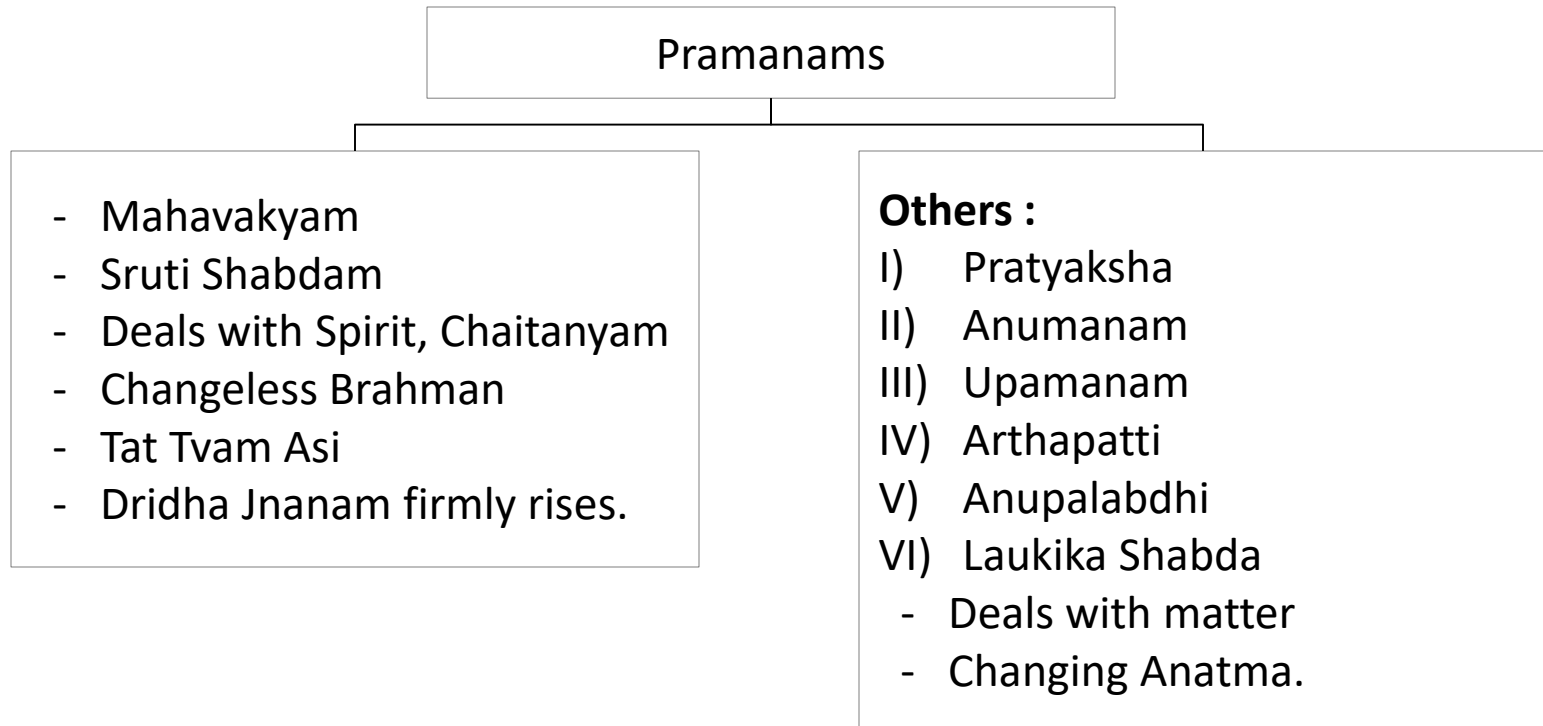 Pramanams
- Mahavakyam
- Sruti Shabdam
- Deals with Spirit, Chaitanyam
- Changeless Brahman
- Tat Tvam Asi
- Dridha Jnanam firmly rises.
Others :
I) Pratyaksha
II) Anumanam
III) Upamanam
IV) Arthapatti
V) Anupalabdhi
VI) Laukika Shabda
- Deals with matter
- Changing Anatma.